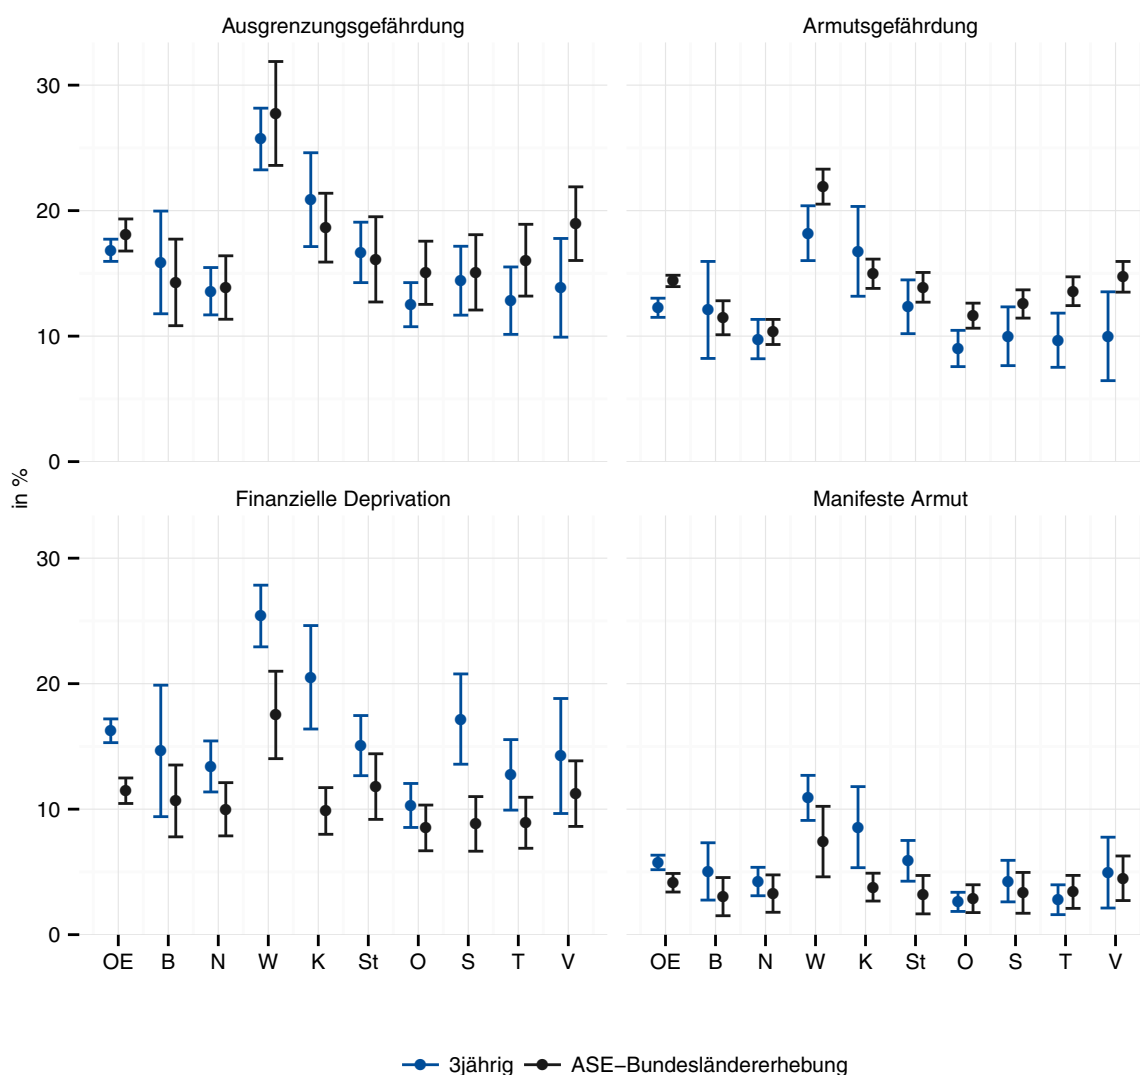 Ausgrenzungsgefährdung
Armutsgefährdung
30
20
10
0
in %
Finanzielle Deprivation
Manifeste Armut
30
20
10
0
OE B N W K St O S T V
OE B N W K St O S T V
3jährig ASE−Bundesländererhebung